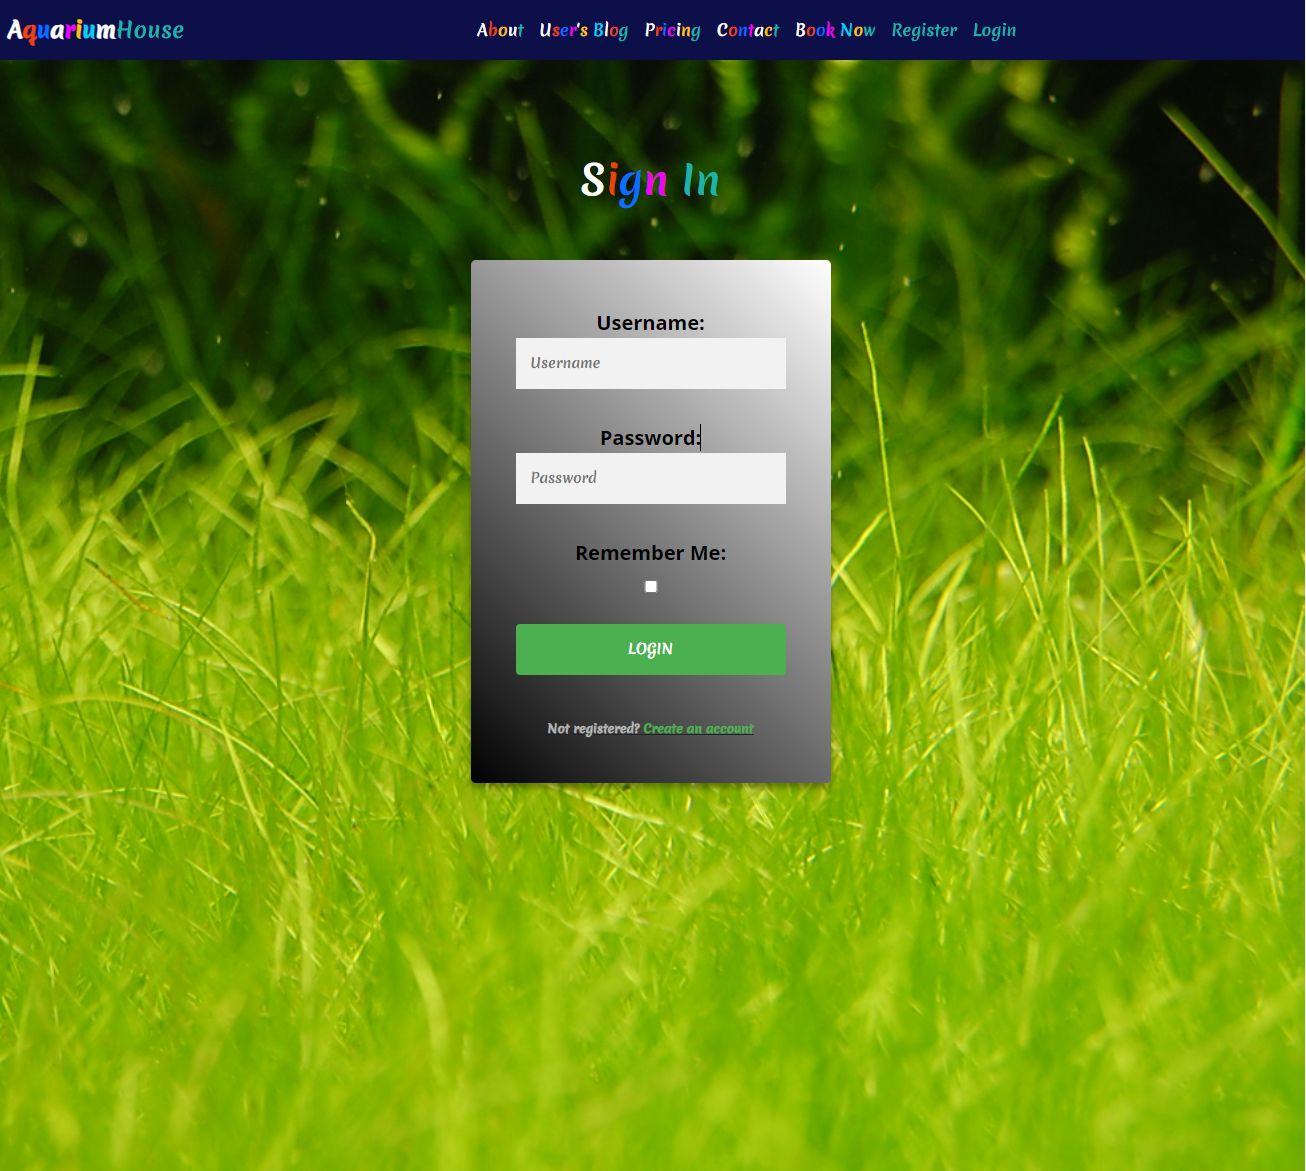 AquariumHouse About User's Blog Pricing Contact Book Now Register Login
Sign In
Username:
Username
Password:
Password
Remember Me:
LOGIN
Not registered? Create an account